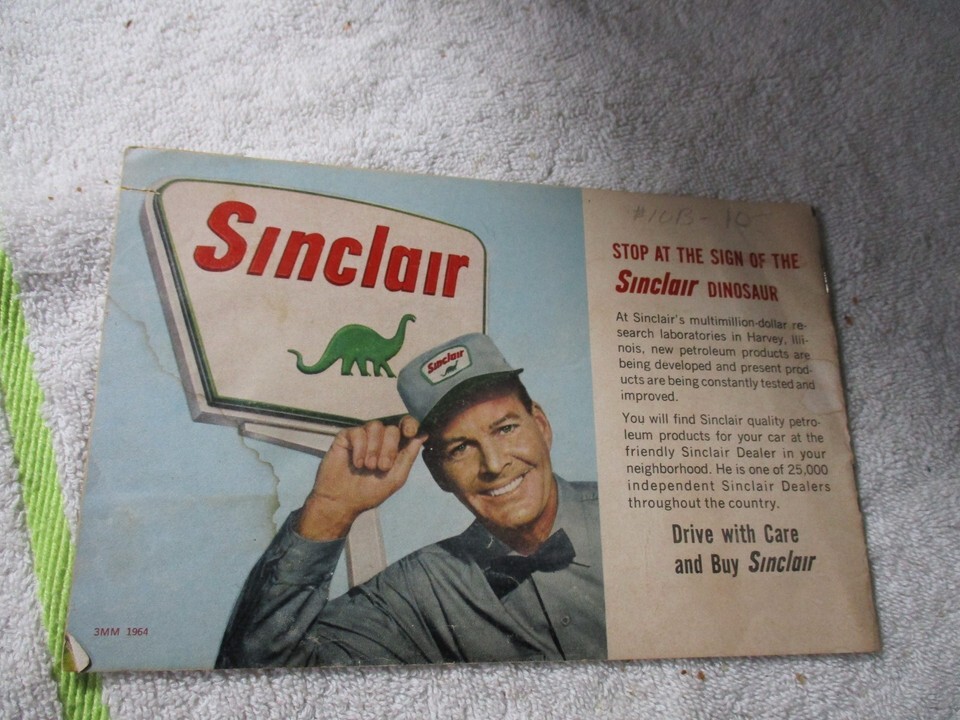 Sinclair
Sinclair
3MM 1964
#10B - 10
STOP AT THE SIGN OF THE
Sinclair DINOSAUR
At Sinclair's multimillion-dollar re-
search laboratories in Harvey, Illi-
nois, new petroleum products are
being developed and present prod-
ucts are being constantly tested and
improved.
You will find Sinclair quality petro-
leum products for your car at the
friendly Sinclair Dealer in your
neighborhood. He is one of 25,000
independent Sinclair Dealers
throughout the country.
Drive with Care
and Buy Sinclair